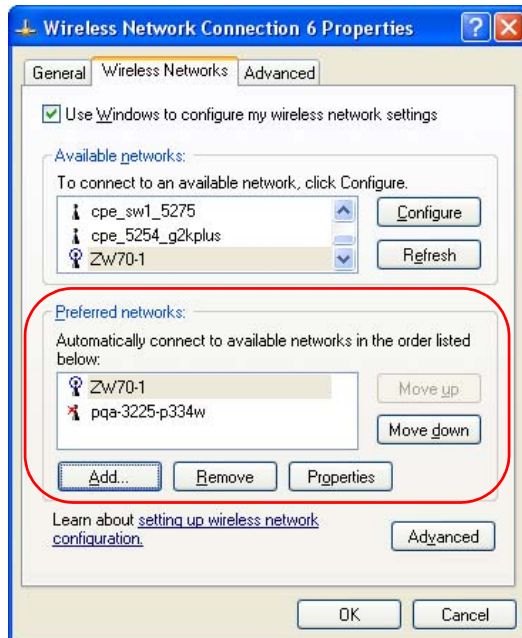 Wireless Network Connection 6 Properties
General Wireless Networks Advanced
Use Windows to configure my wireless network settings
Available networks:
To connect to an available network, click Configure.
cpe_sw1_5275
cpe_5254_g2kplus
ZW70-1
Configure
Refresh
Preferred networks:
Automatically connect to available networks in the order listed
below:
ZW70-1
pqa-3225-p334w
Move up
Move down
Add... Remove Properties
Learn about setting up wireless network
configuration.
Advanced
OK Cancel